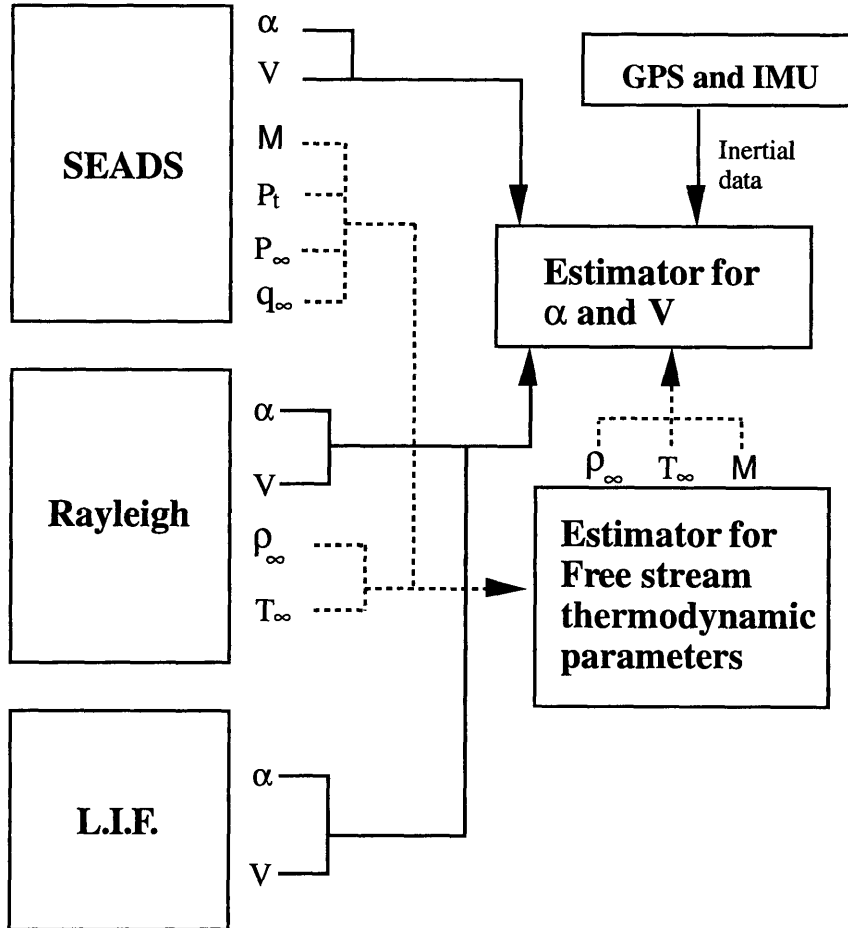 SEADS
α
V
M
Pt
P∞
q∞
GPS and IMU
Inertial
data
Estimator for
α and V
Rayleigh
α
V
ρ∞
T∞
ρ∞ T∞ M
Estimator for
Free stream
thermodynamic
parameters
L.I.F.
α
V